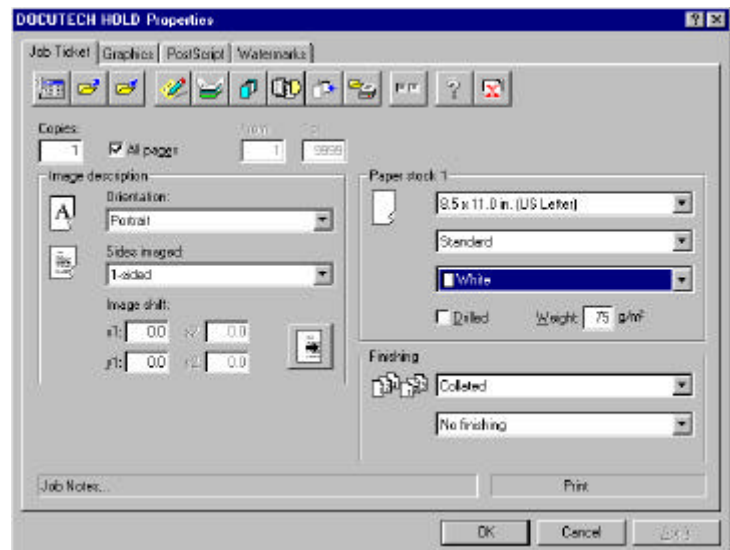 DOCUTECH HOLD Properties
Job Ticket Graphics PostScript Watermarks
Copies:
1 All pages 1 9999
Image description
Orientation:
Portrait
Sides imaged:
1-sided
Image shift:
x1: 0.0 x2: 0.0
y1: 0.0 y2: 0.0
Paper stock 1
8.5 x 11.0 in. (US Letter)
Standard
White
Drilled Weight: 75 g/m²
Finishing
Collated
No finishing
Job Notes...
Print
OK Cancel